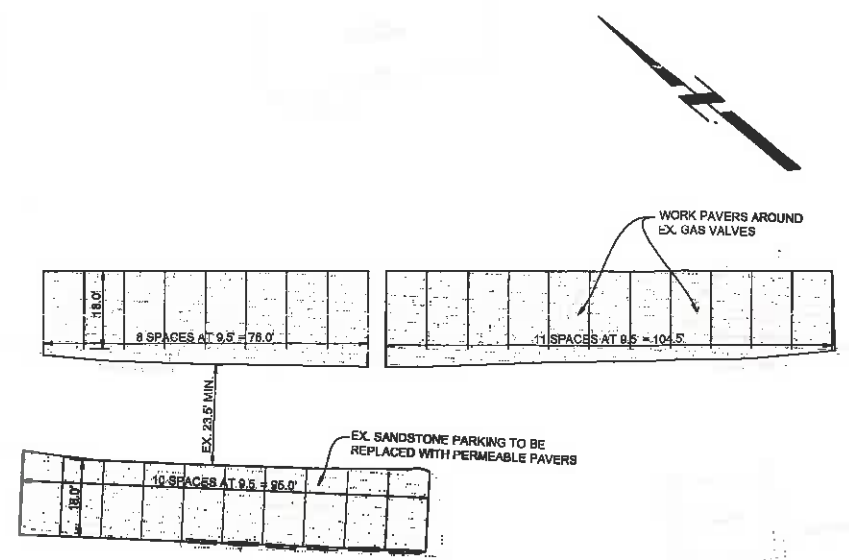 WORK PAVERS AROUND
EX. GAS VALVES
18.0'
8 SPACES AT 9.5' = 76.0'
11 SPACES AT 9.5' = 104.5'
EX. 23.5' MIN.
EX. SANDSTONE PARKING TO BE
REPLACED WITH PERMEABLE PAVERS
10 SPACES AT 9.5 = 95.0'
18.0'